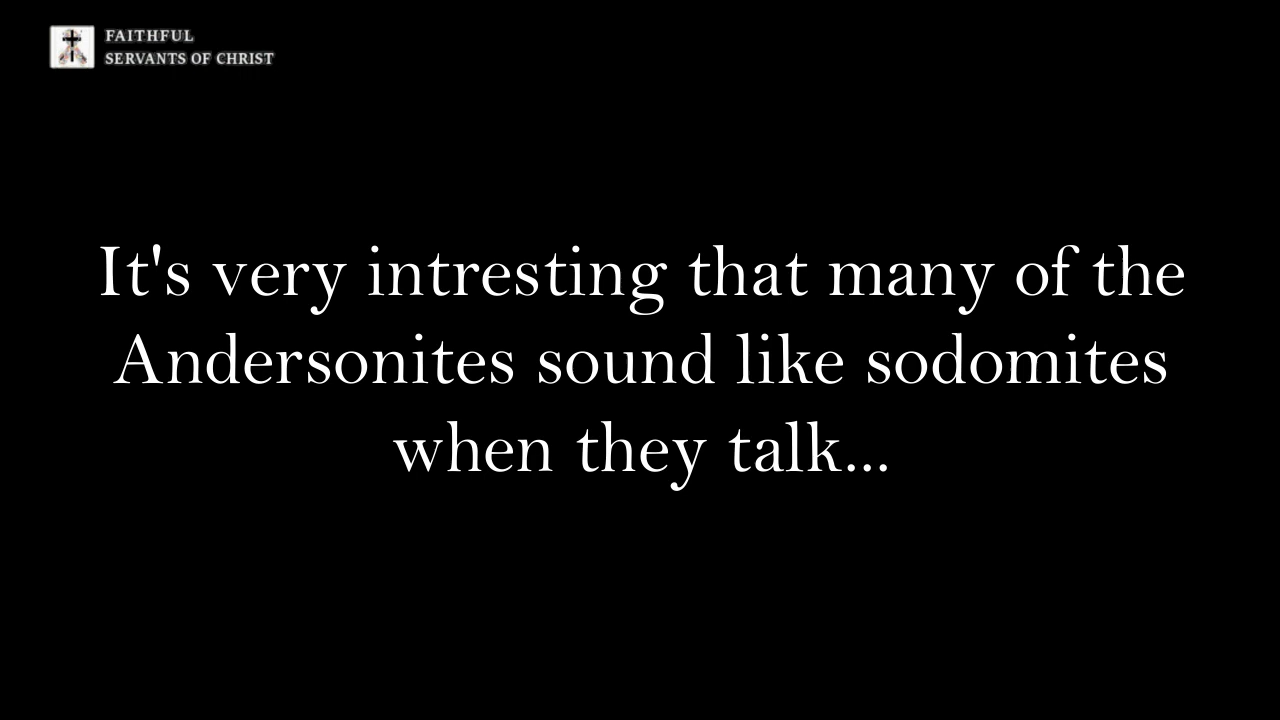 FAITHFUL
SERVANTS OF CHRIST
It's very intresting that many of the
Andersonites sound like sodomites
when they talk...